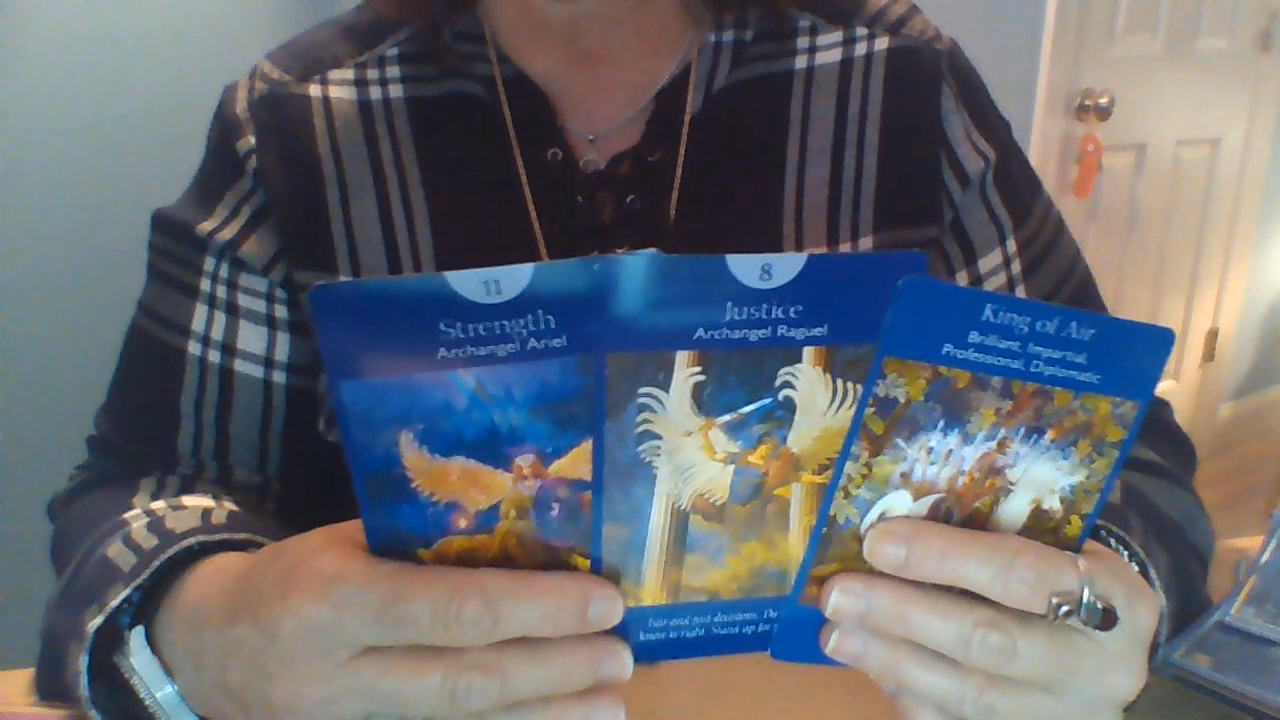 11
Strength
Archangel Ariel
8
Justice
Archangel Raguel
Fair and just decisions. The
know is right. Stand up for
King of Air
Brilliant, Impartial,
Professional, Diplomatic